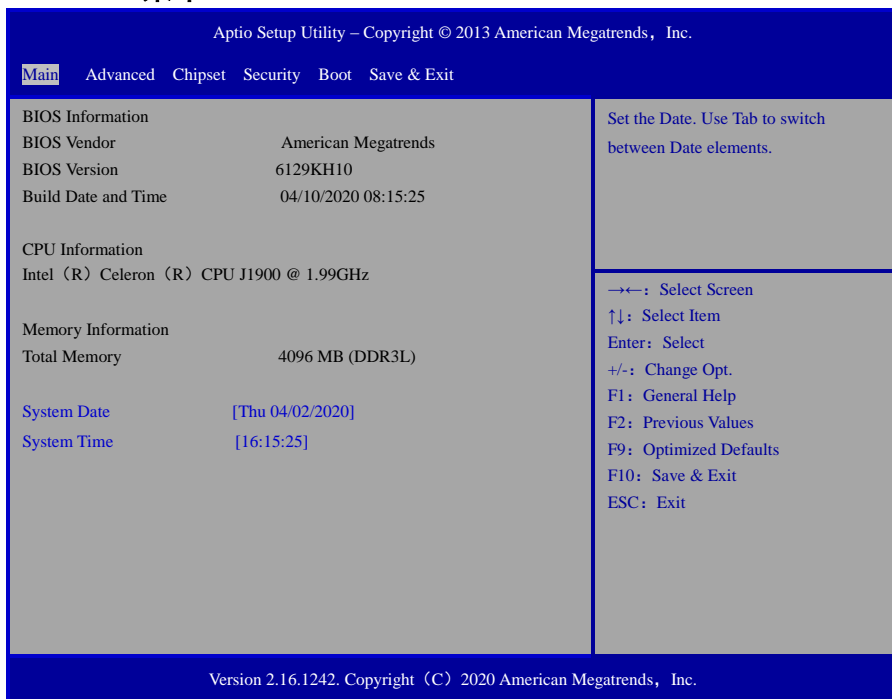 Aptio Setup Utility – Copyright © 2013 American Megatrends，Inc.
Main Advanced Chipset Security Boot Save & Exit
BIOS Information
BIOS Vendor American Megatrends
BIOS Version 6129KH10
Build Date and Time 04/10/2020 08:15:25
CPU Information
Intel（R）Celeron（R）CPU J1900 @ 1.99GHz
Memory Information
Total Memory 4096 MB (DDR3L)
System Date [Thu 04/02/2020]
System Time [16:15:25]
Set the Date. Use Tab to switch
between Date elements.
→←：Select Screen
↑↓：Select Item
Enter：Select
+/-：Change Opt.
F1：General Help
F2：Previous Values
F9：Optimized Defaults
F10：Save & Exit
ESC：Exit
Version 2.16.1242. Copyright（C）2020 American Megatrends，Inc.